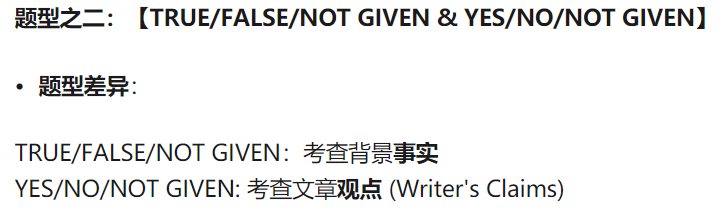 题型之二：【TRUE/FALSE/NOT GIVEN & YES/NO/NOT GIVEN】
• 题型差异：
TRUE/FALSE/NOT GIVEN：考查背景事实
YES/NO/NOT GIVEN: 考查文章观点 (Writer's Claims)